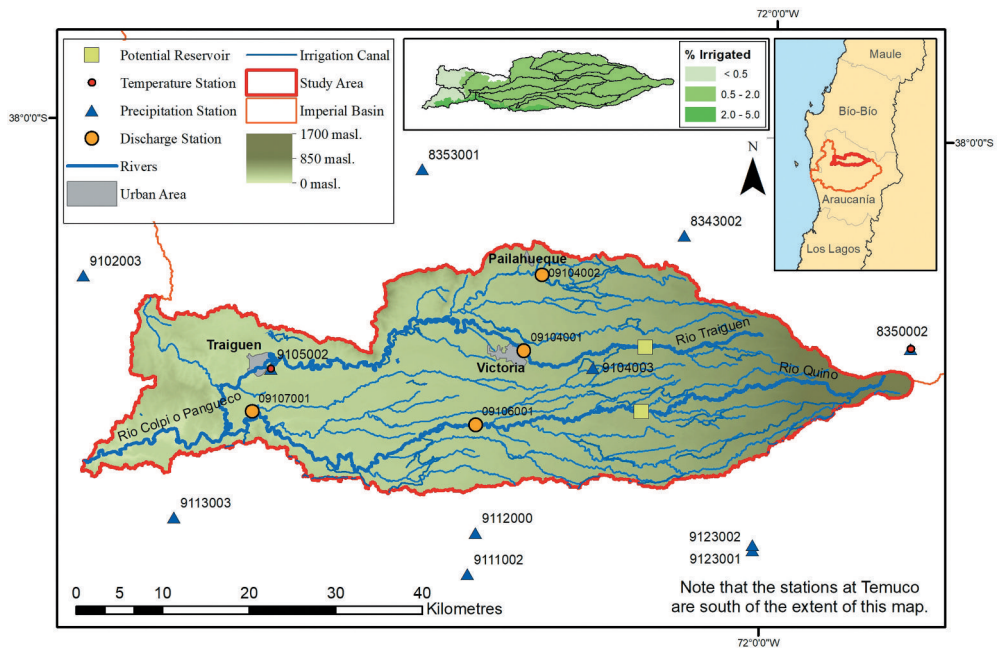 72°0'0"W
38°0'0"S
38°0'0"S
Potential Reservoir
Temperature Station
Precipitation Station
Discharge Station
Rivers
Urban Area
Irrigation Canal
Study Area
Imperial Basin
1700 masl.
850 masl.
0 masl.
% Irrigated
< 0.5
0.5 - 2.0
2.0 - 5.0
Maule
Bío-Bío
Araucanía
Los Lagos
N
8353001
8343002
9102003
Pailahueque
09104002
Traiguen
9105002
09104001
Victoria
9104003
Rio Traiguen
Rio Quino
8350002
Rio Colpi o Pangueco
09107001
09106001
9113003
9112000
9111002
9123002
9123001
0 5 10 20 30 40
Kilometres
Note that the stations at Temuco
are south of the extent of this map.
72°0'0"W